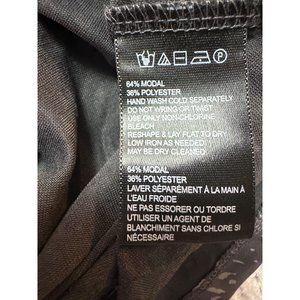 64% MODAL
36% POLYESTER
HAND WASH COLD SEPARATELY
DO NOT WRING OR TWIST
USE ONLY NON-CHLORINE
BLEACH
RESHAPE & LAY FLAT TO DRY
LOW IRON AS NEEDED
MAY BE DRY CLEANED
64% MODAL
36% POLYESTER
LAVER SÉPARÉMENT À LA MAIN À
L'EAU FROIDE
NE PAS ESSORER OU TORDRE
UTILISER UN AGENT DE
BLANCHIMENT SANS CHLORE SI
NÉCESSAIRE